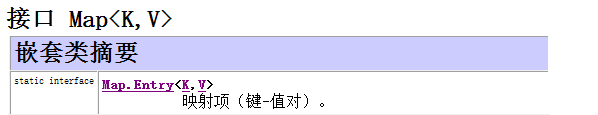 接口 Map<K,V>
嵌套类摘要
static interface
Map.Entry<K,V>
映射项（键-值对）。